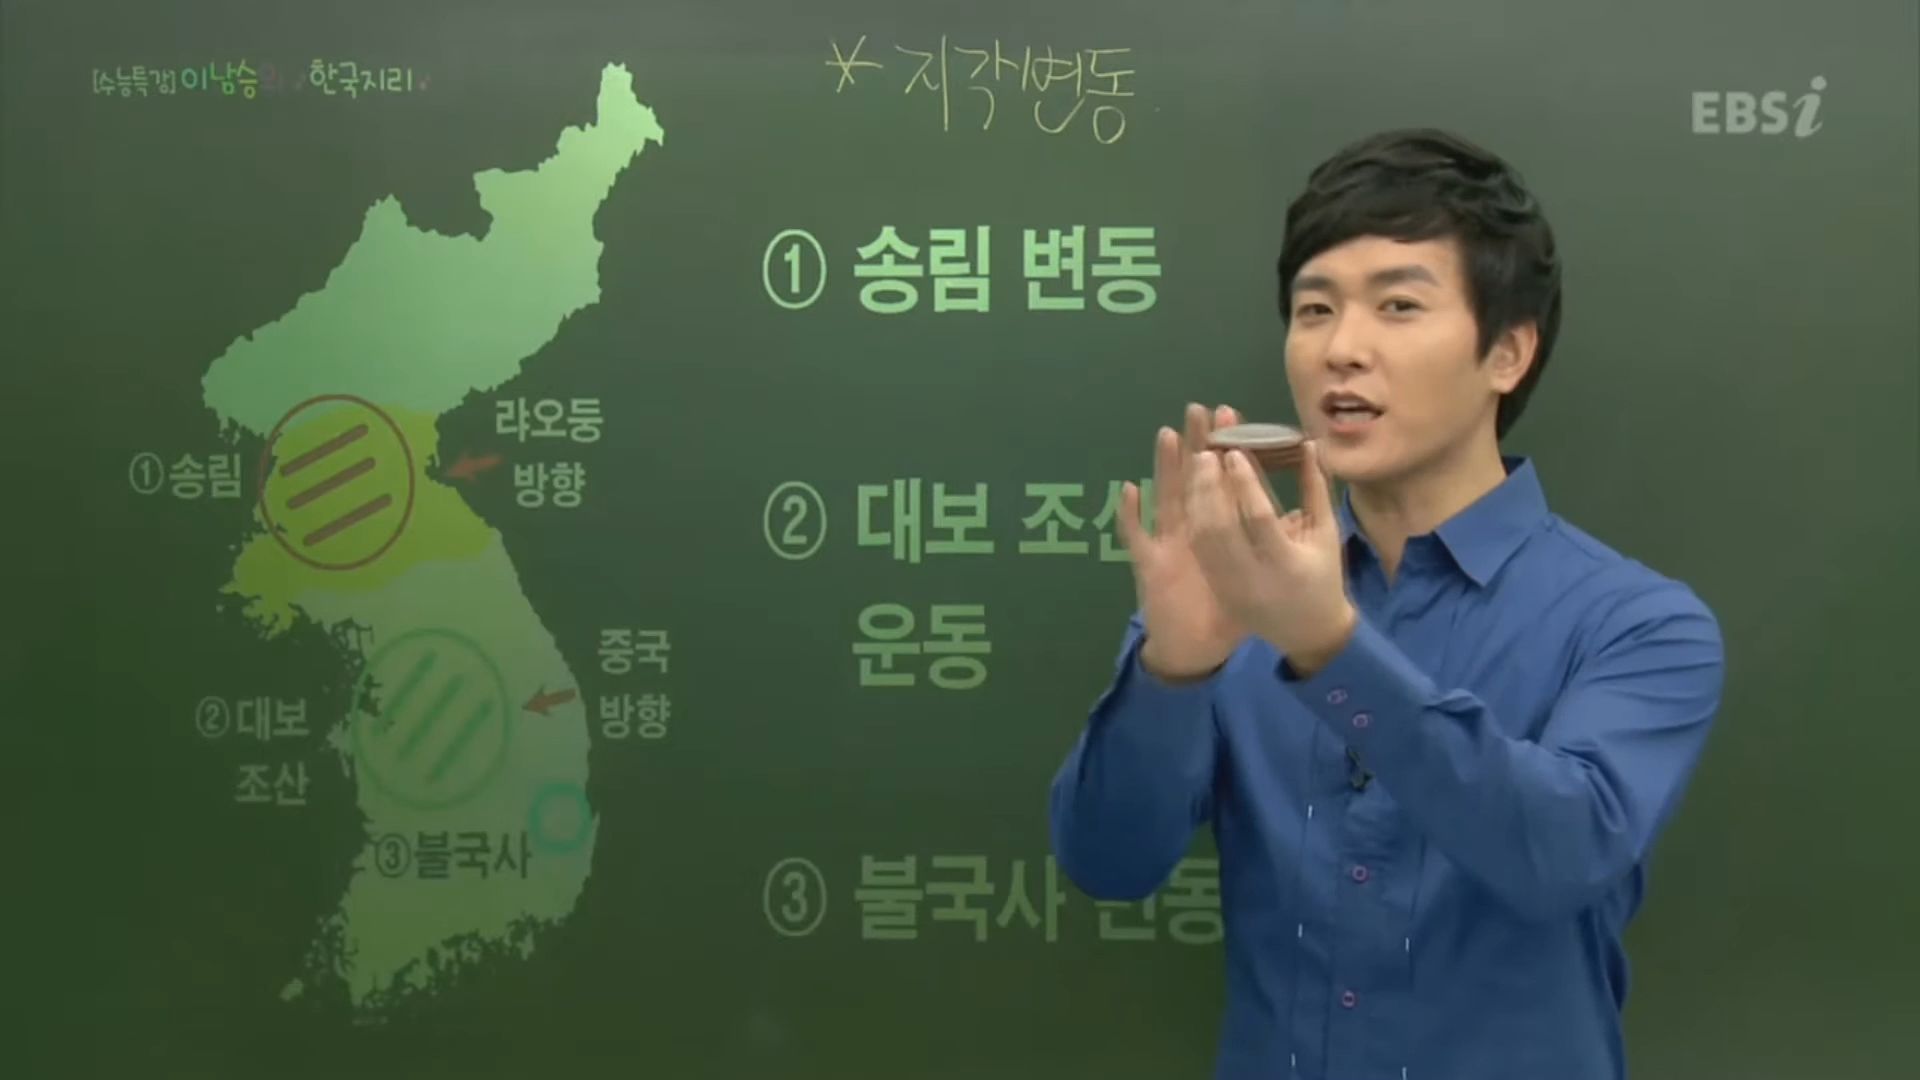 [수능특강] 이남승의 한국지리
* 지각변동
EBSi
① 송림 변동
랴오둥
방향
① 송림
② 대보 조산
운동
중국
방향
② 대보
조산
③ 불국사
③ 불국사 변동